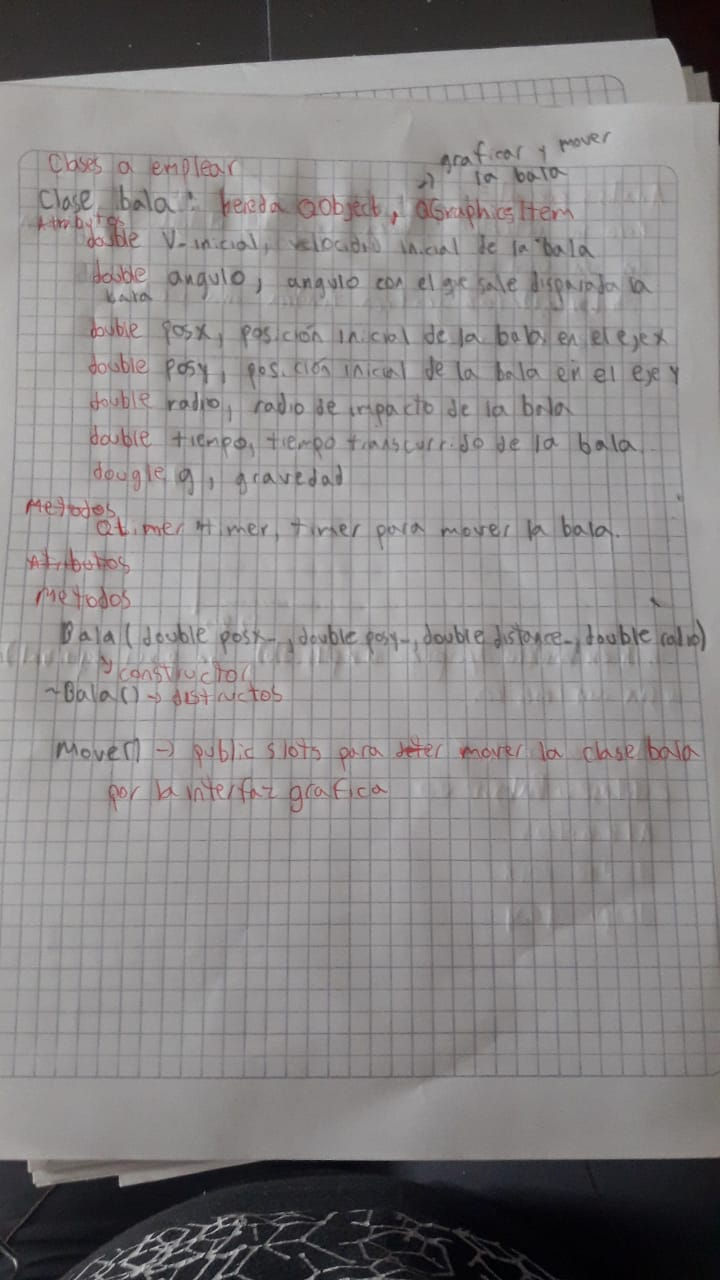 Clases a emplear
graficar y mover
la bala
Clase bala: hereda QObject, QGraphicsItem
Atributos
double V-inicial, velocidad inicial de la bala
double angulo, angulo con el que sale disparada la
bala
double posx, posición inicial de la bala en el eje x
double posy, posición inicial de la bala en el eje y
double radio, radio de impacto de la bala
double tiempo, tiempo transcurrido de la bala
dougle g, gravedad
Metodos
Qtimer timer, timer para mover la bala.
Atributos
Metodos
Bala(double posx_, double posy_, double distance_, double radio)
constructor
~Bala() → distructos
Mover() → public slots para mover la clase bala
por la interfaz grafica